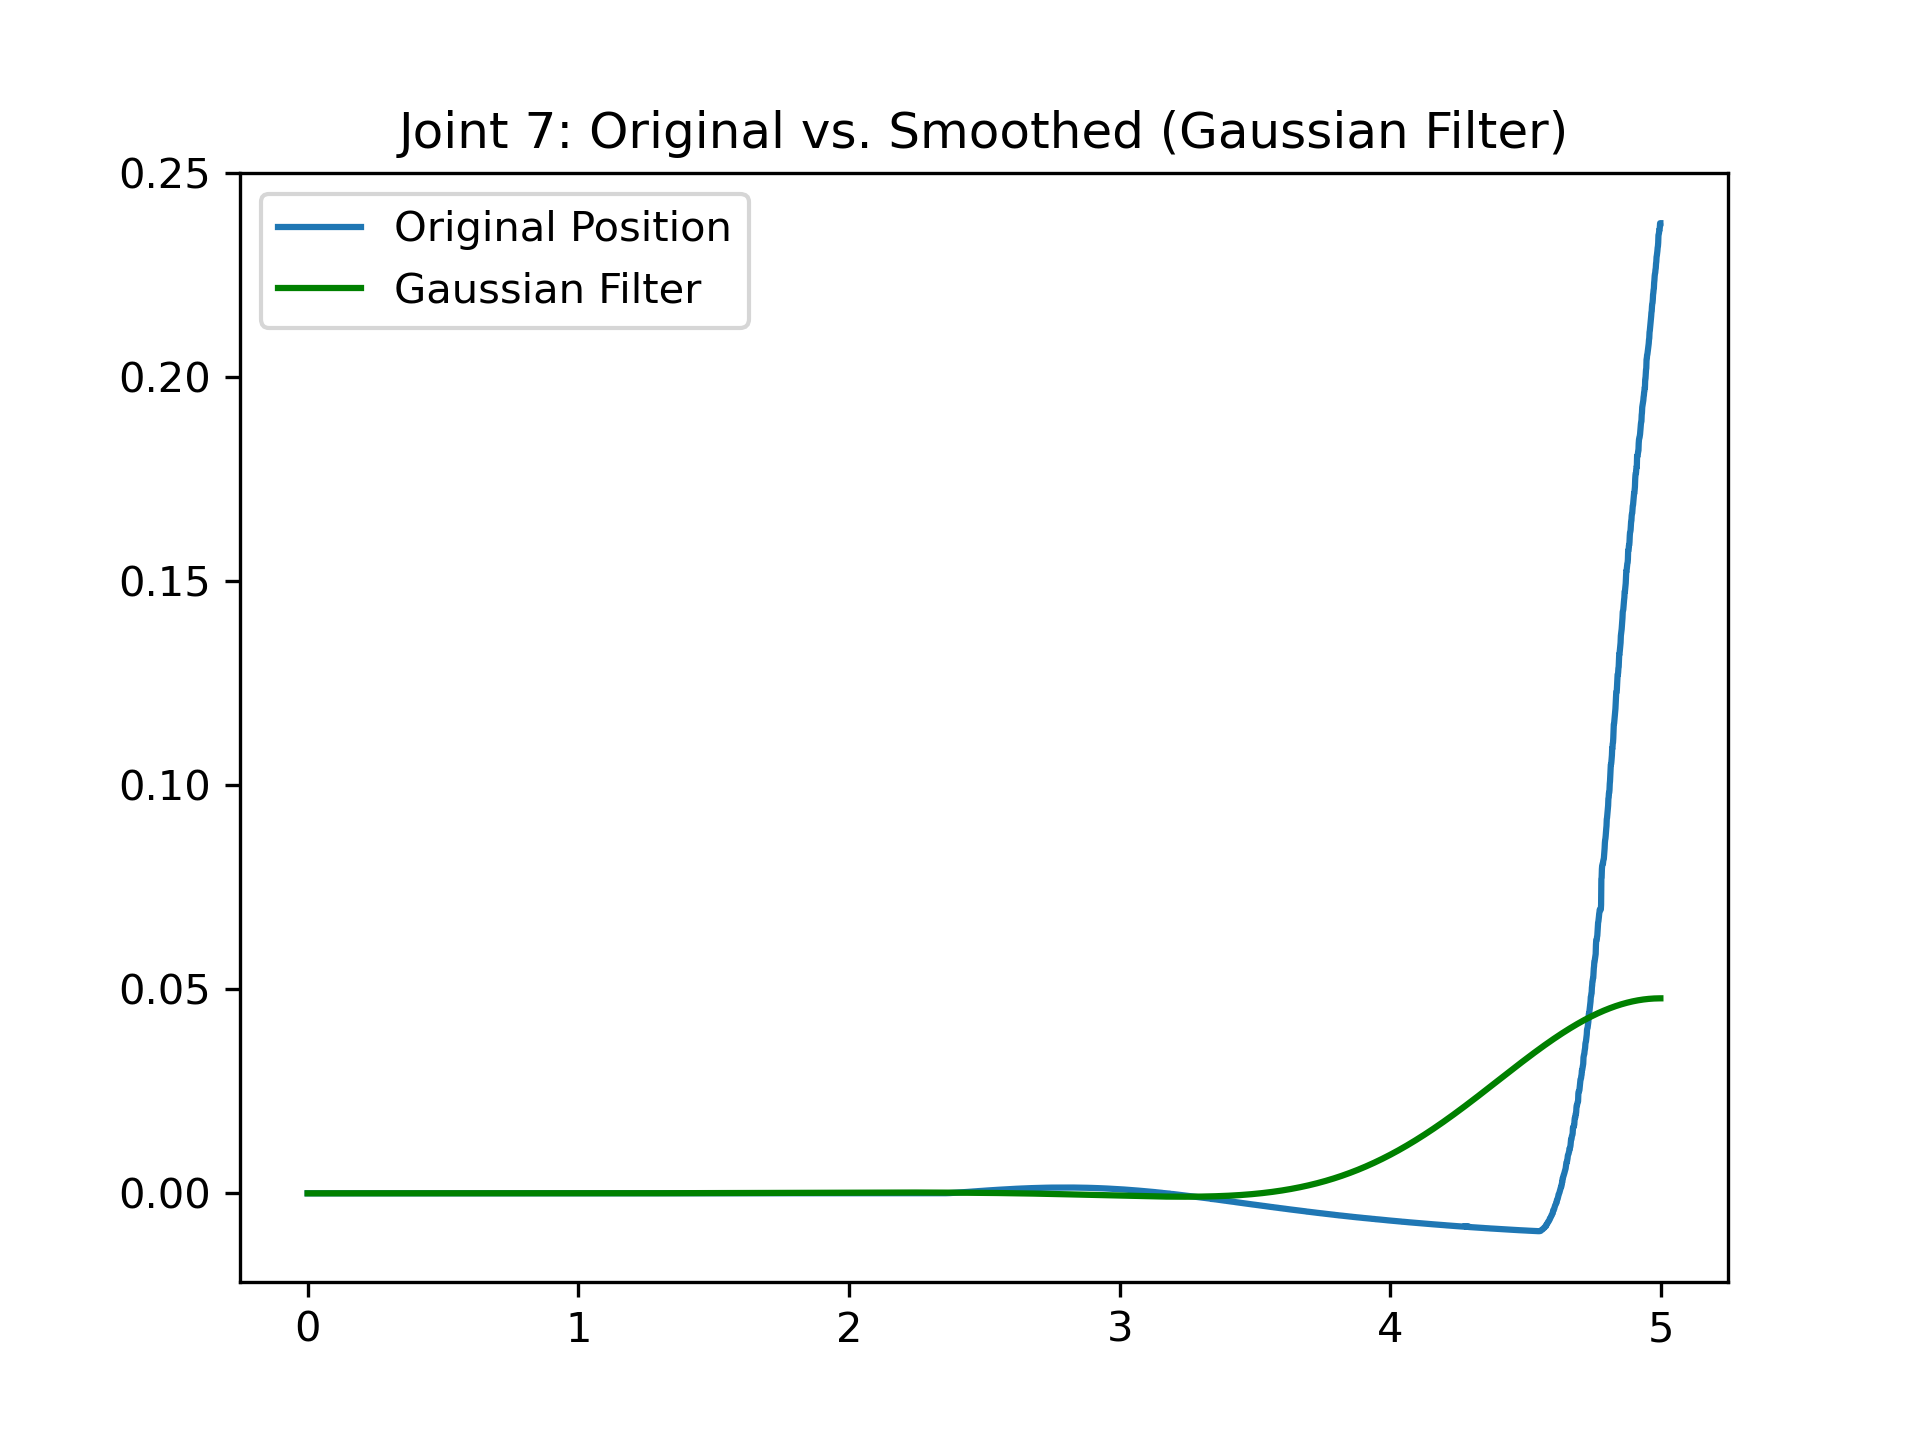 Joint 7: Original vs. Smoothed (Gaussian Filter)
0.25
Original Position
Gaussian Filter
0.20
0.15
0.10
0.05
0.00
0 1 2 3 4 5